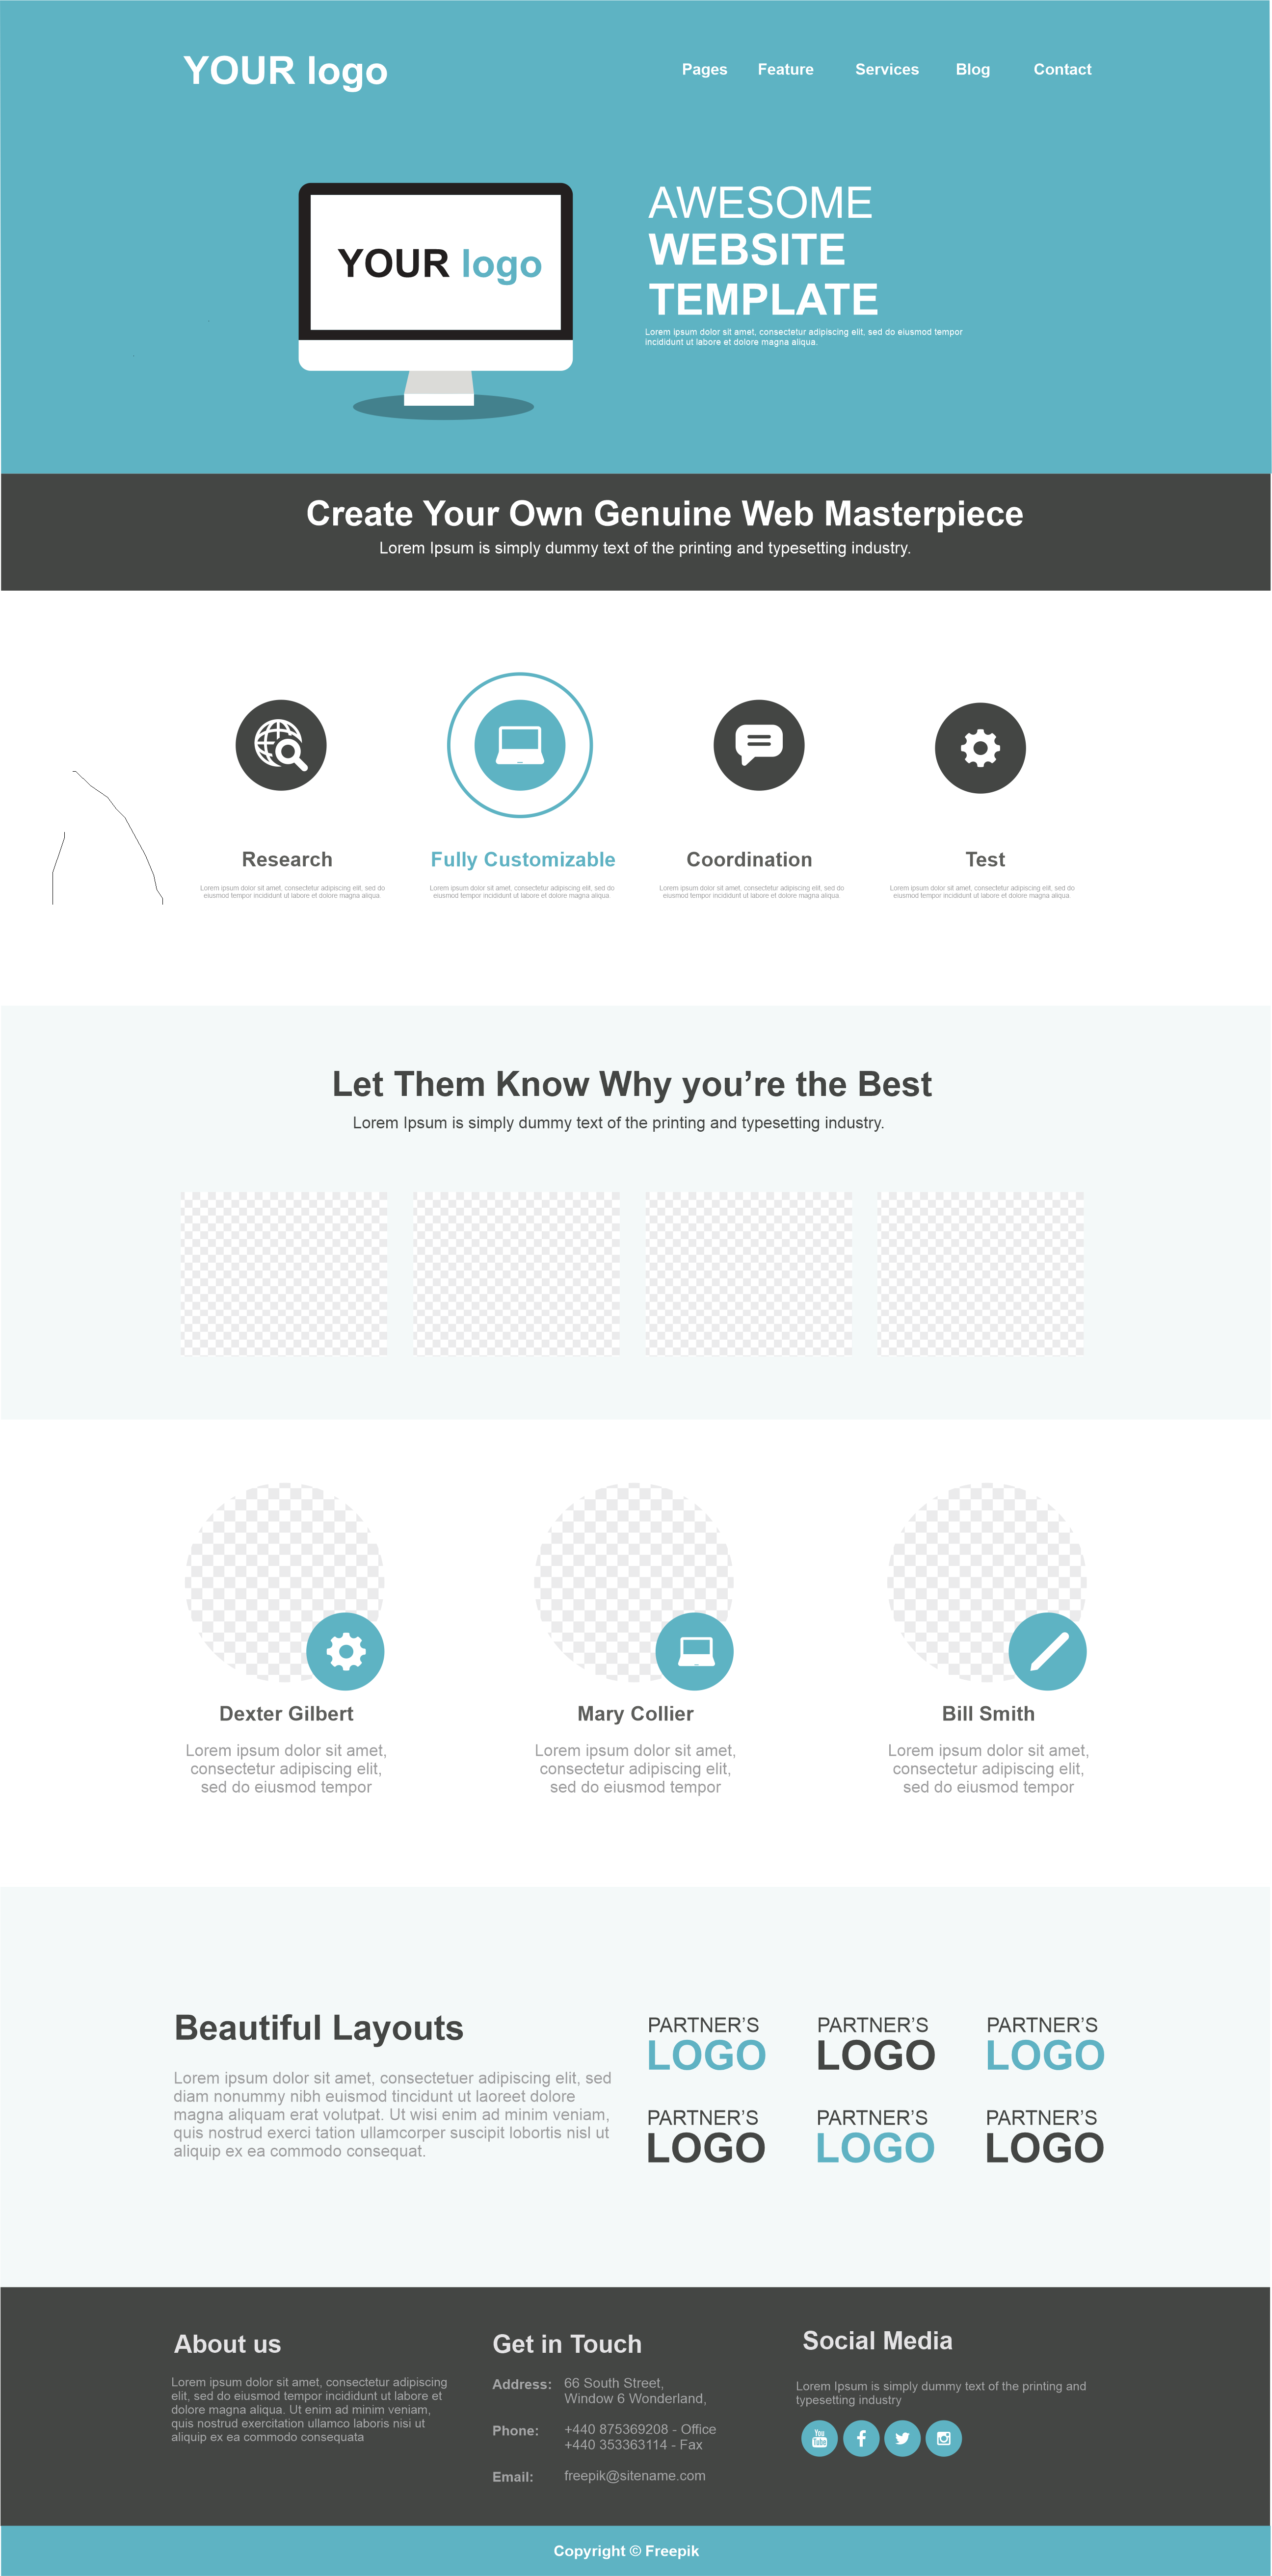 YOUR logo
Pages Feature Services Blog Contact
YOUR logo
AWESOME
WEBSITE
TEMPLATE
Lorem ipsum dolor sit amet, consectetur adipiscing elit, sed do eiusmod tempor
incididunt ut labore et dolore magna aliqua.
Create Your Own Genuine Web Masterpiece
Lorem Ipsum is simply dummy text of the printing and typesetting industry.
Research
Lorem ipsum dolor sit amet, consectetur adipiscing elit, sed do
eiusmod tempor incididunt ut labore et dolore magna aliqua.
Fully Customizable
Lorem ipsum dolor sit amet, consectetur adipiscing elit, sed do
eiusmod tempor incididunt ut labore et dolore magna aliqua.
Coordination
Lorem ipsum dolor sit amet, consectetur adipiscing elit, sed do
eiusmod tempor incididunt ut labore et dolore magna aliqua.
Test
Lorem ipsum dolor sit amet, consectetur adipiscing elit, sed do
eiusmod tempor incididunt ut labore et dolore magna aliqua.
Let Them Know Why you’re the Best
Lorem Ipsum is simply dummy text of the printing and typesetting industry.
Dexter Gilbert
Lorem ipsum dolor sit amet,
consectetur adipiscing elit,
sed do eiusmod tempor
Mary Collier
Lorem ipsum dolor sit amet,
consectetur adipiscing elit,
sed do eiusmod tempor
Bill Smith
Lorem ipsum dolor sit amet,
consectetur adipiscing elit,
sed do eiusmod tempor
Beautiful Layouts
Lorem ipsum dolor sit amet, consectetuer adipiscing elit, sed
diam nonummy nibh euismod tincidunt ut laoreet dolore
magna aliquam erat volutpat. Ut wisi enim ad minim veniam,
quis nostrud exerci tation ullamcorper suscipit lobortis nisl ut
aliquip ex ea commodo consequat.
PARTNER’S PARTNER’S PARTNER’S
LOGO LOGO LOGO
PARTNER’S PARTNER’S PARTNER’S
LOGO LOGO LOGO
About us
Lorem ipsum dolor sit amet, consectetur adipiscing
elit, sed do eiusmod tempor incididunt ut labore et
dolore magna aliqua. Ut enim ad minim veniam,
quis nostrud exercitation ullamco laboris nisi ut
aliquip ex ea commodo consequata
Get in Touch
Address: 66 South Street,
Window 6 Wonderland,
Phone: +440 875369208 - Office
+440 353363114 - Fax
Email: freepik@sitename.com
Social Media
Lorem Ipsum is simply dummy text of the printing and
typesetting industry
You
Tube
Copyright © Freepik